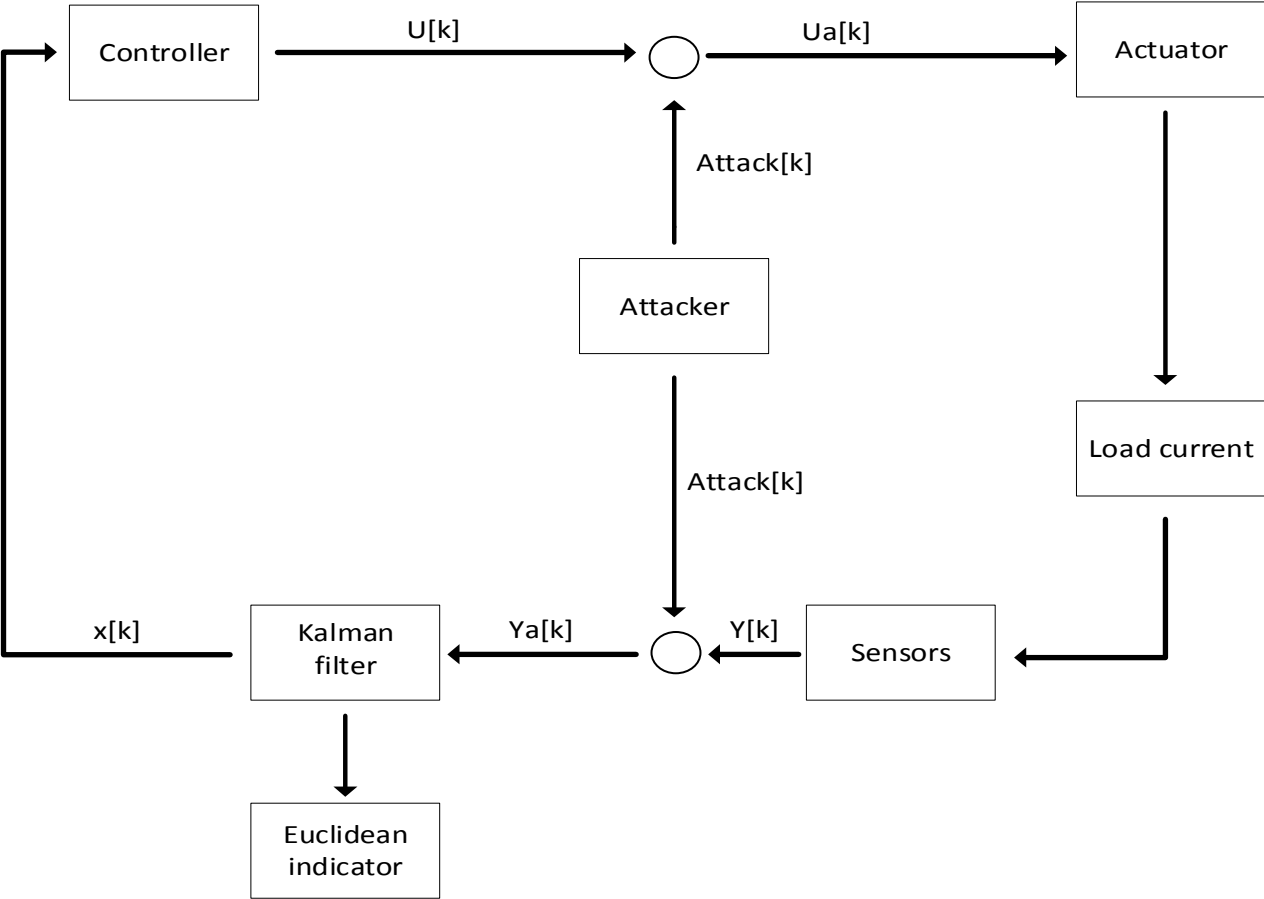 Controller
U[k]
Ua[k]
Actuator
Attack[k]
Attacker
Load current
Attack[k]
x[k]
Kalman
filter
Ya[k]
Y[k]
Sensors
Euclidean
indicator